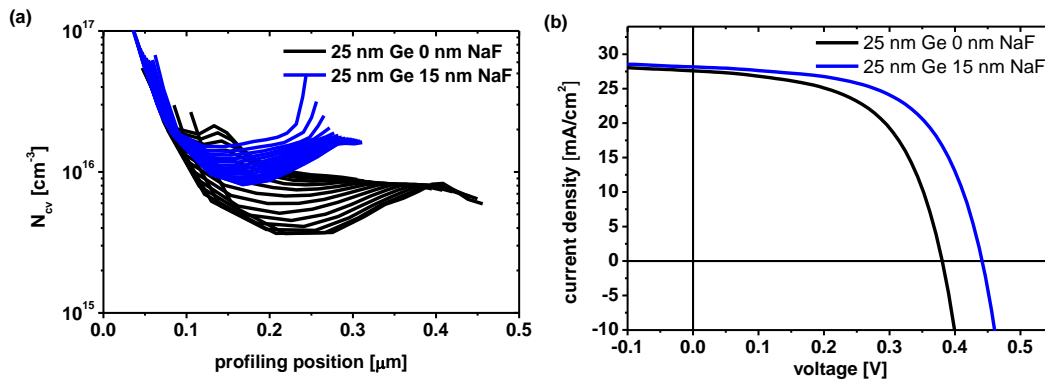 (a)
10^17
25 nm Ge 0 nm NaF
25 nm Ge 15 nm NaF
10^16
10^15
N_cv [cm^-3]
0.0 0.1 0.2 0.3 0.4 0.5
profiling position [μm]
(b)
30
25
20
15
10
5
0
-5
-10
25 nm Ge 0 nm NaF
25 nm Ge 15 nm NaF
current density [mA/cm²]
-0.1 0.0 0.1 0.2 0.3 0.4 0.5
voltage [V]